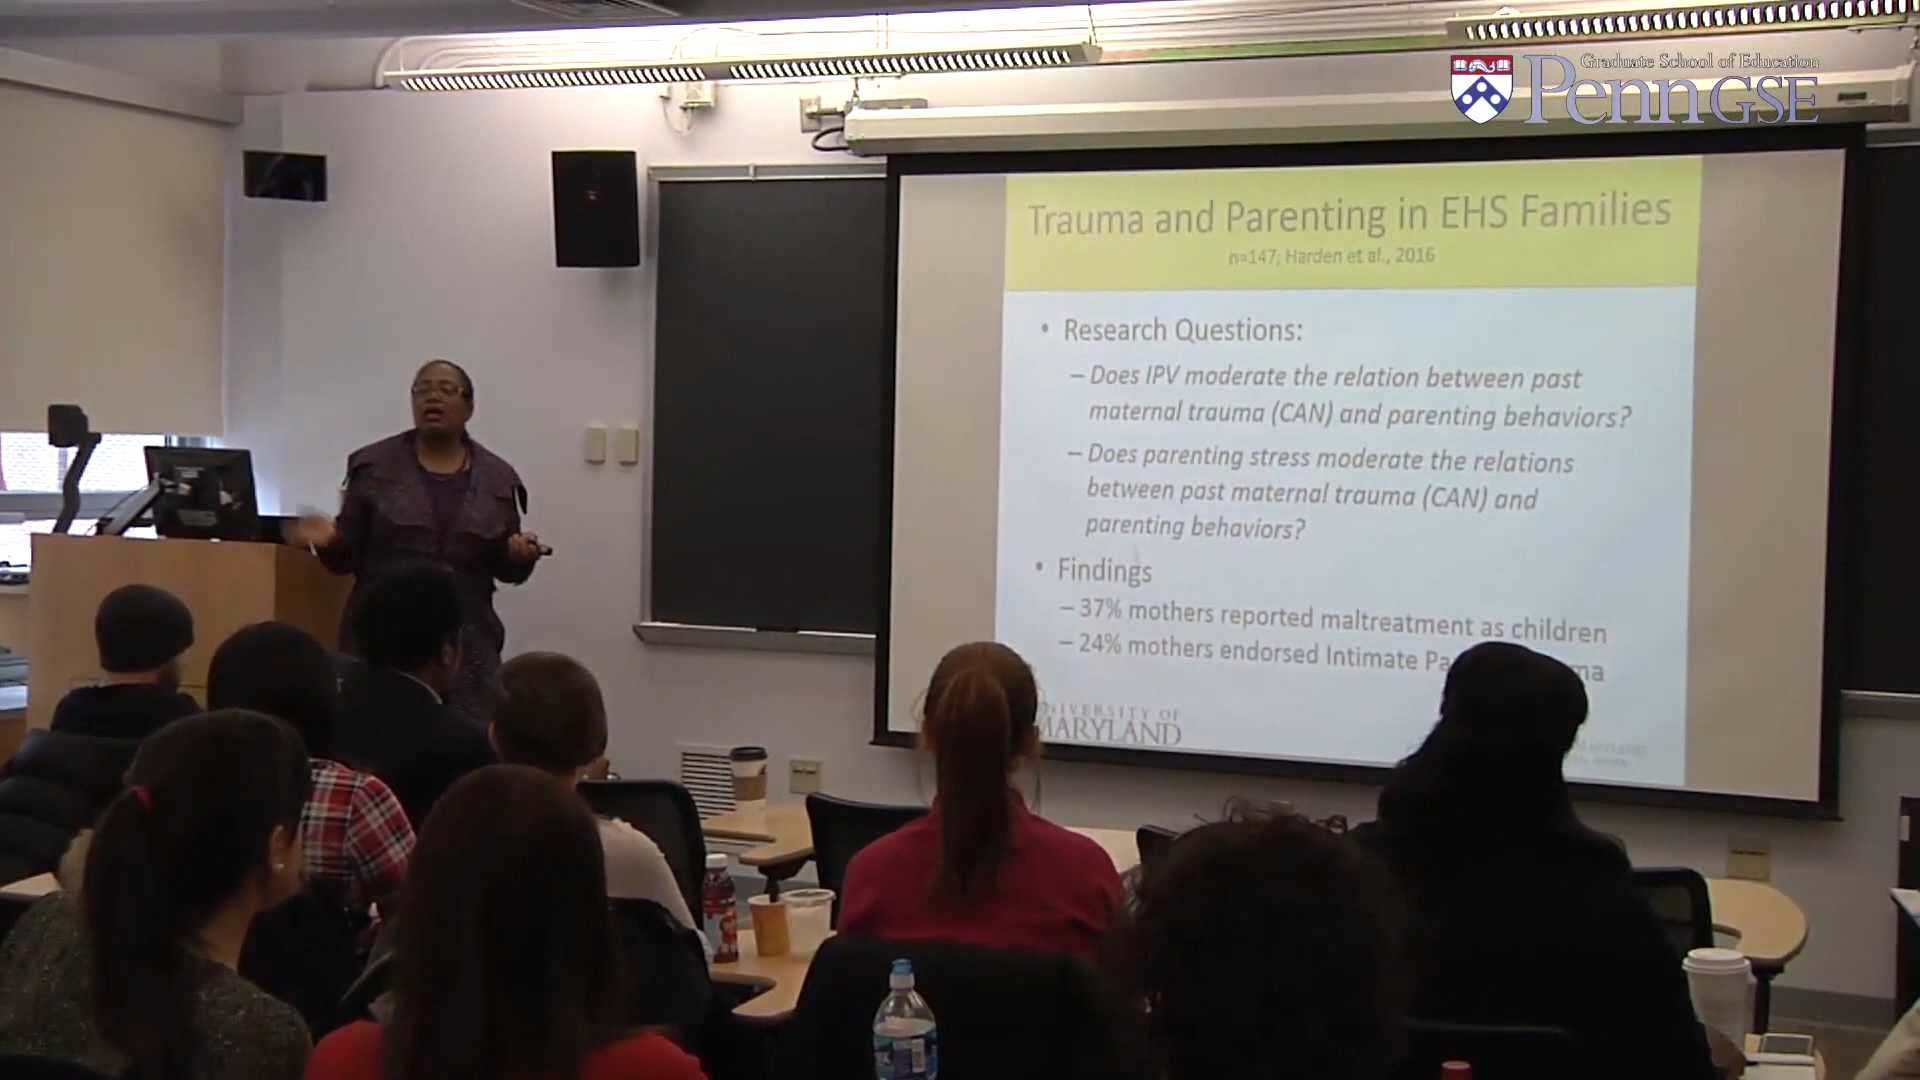 Graduate School of Education
Penn GSE
Trauma and Parenting in EHS Families
n=147; Harden et al., 2016
• Research Questions:
– Does IPV moderate the relation between past
maternal trauma (CAN) and parenting behaviors?
– Does parenting stress moderate the relations
between past maternal trauma (CAN) and
parenting behaviors?
• Findings
– 37% mothers reported maltreatment as children
– 24% mothers endorsed Intimate
UNIVERSITY OF
MARYLAND